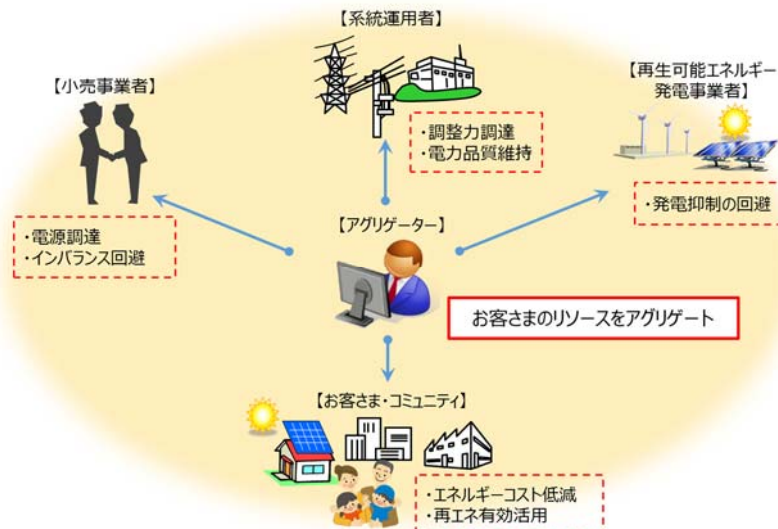 【系統運用者】
・調整力調達
・電力品質維持
【小売事業者】
・電源調達
・インバランス回避
【再生可能エネルギー
発電事業者】
・発電抑制の回避
【アグリゲーター】
お客さまのリソースをアグリゲート
【お客さま・コミュニティ】
・エネルギーコスト低減
・再エネ有効活用